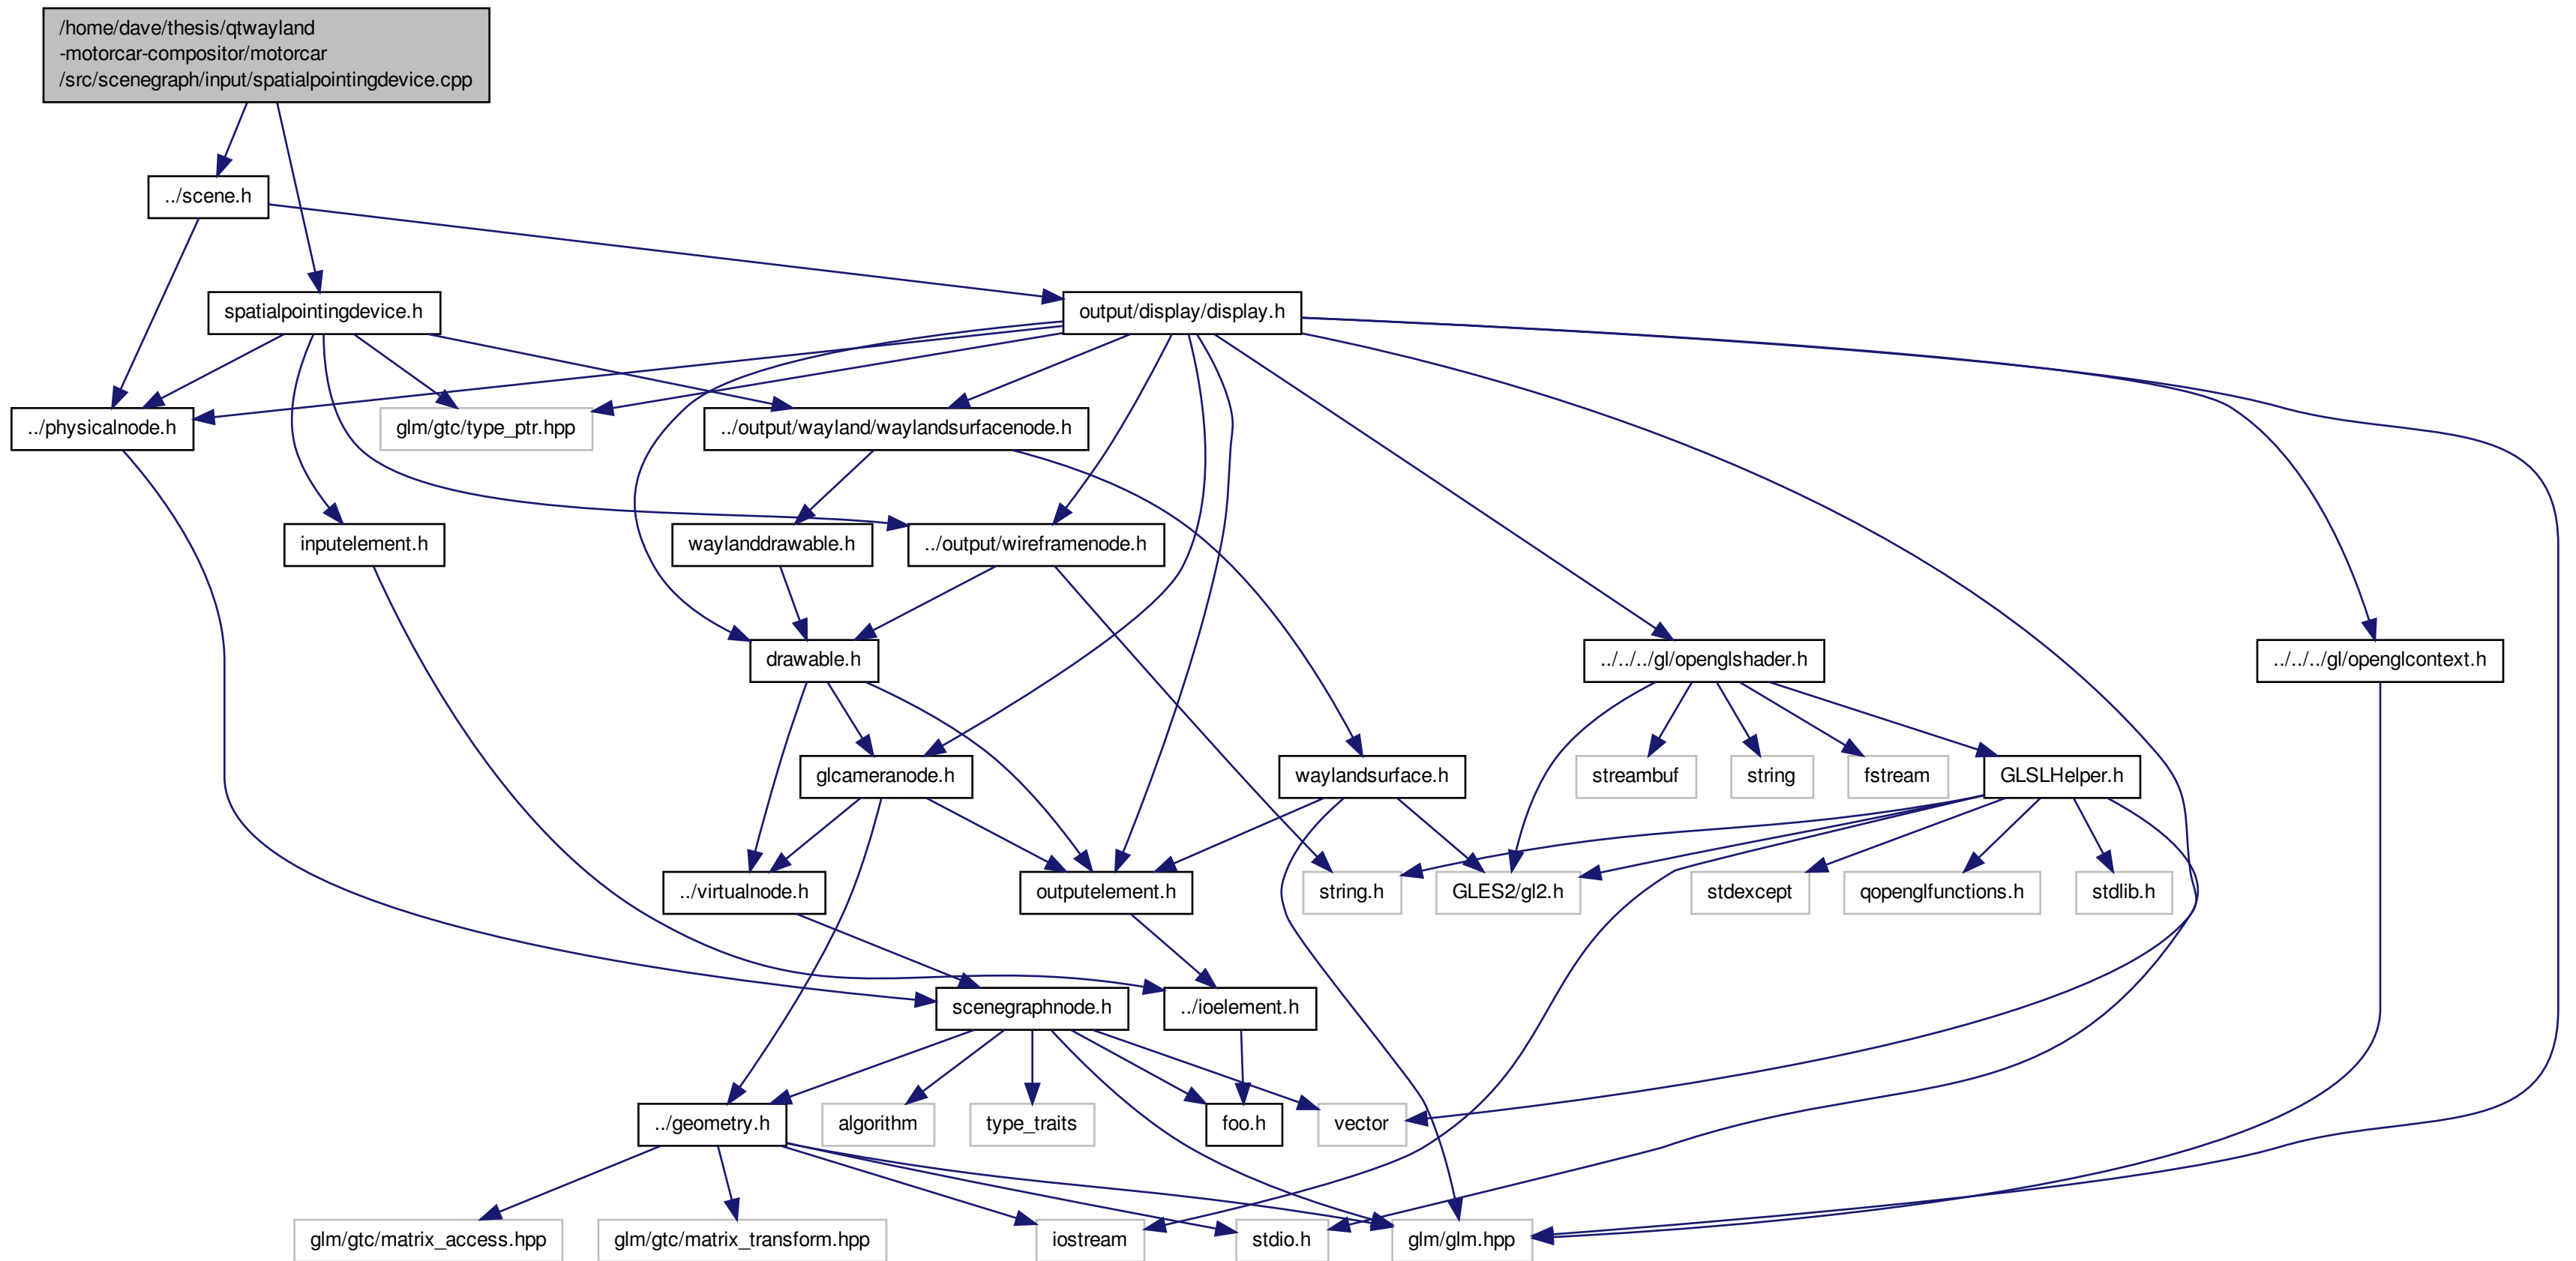 /home/dave/thesis/qtwayland
-motorcar-compositor/motorcar
/src/scenegraph/input/spatialpointingdevice.cpp
../scene.h
spatialpointingdevice.h
output/display/display.h
../physicalnode.h
glm/gtc/type_ptr.hpp
../output/wayland/waylandsurfacenode.h
inputelement.h
waylanddrawable.h
../output/wireframenode.h
drawable.h
../../../gl/openglshader.h
../../../gl/openglcontext.h
glcameranode.h
waylandsurface.h
streambuf
string
fstream
GLSLHelper.h
../virtualnode.h
outputelement.h
string.h
GLES2/gl2.h
stdexcept
qopenglfunctions.h
stdlib.h
scenegraphnode.h
../ioelement.h
../geometry.h
algorithm
type_traits
foo.h
vector
glm/gtc/matrix_access.hpp
glm/gtc/matrix_transform.hpp
iostream
stdio.h
glm/glm.hpp